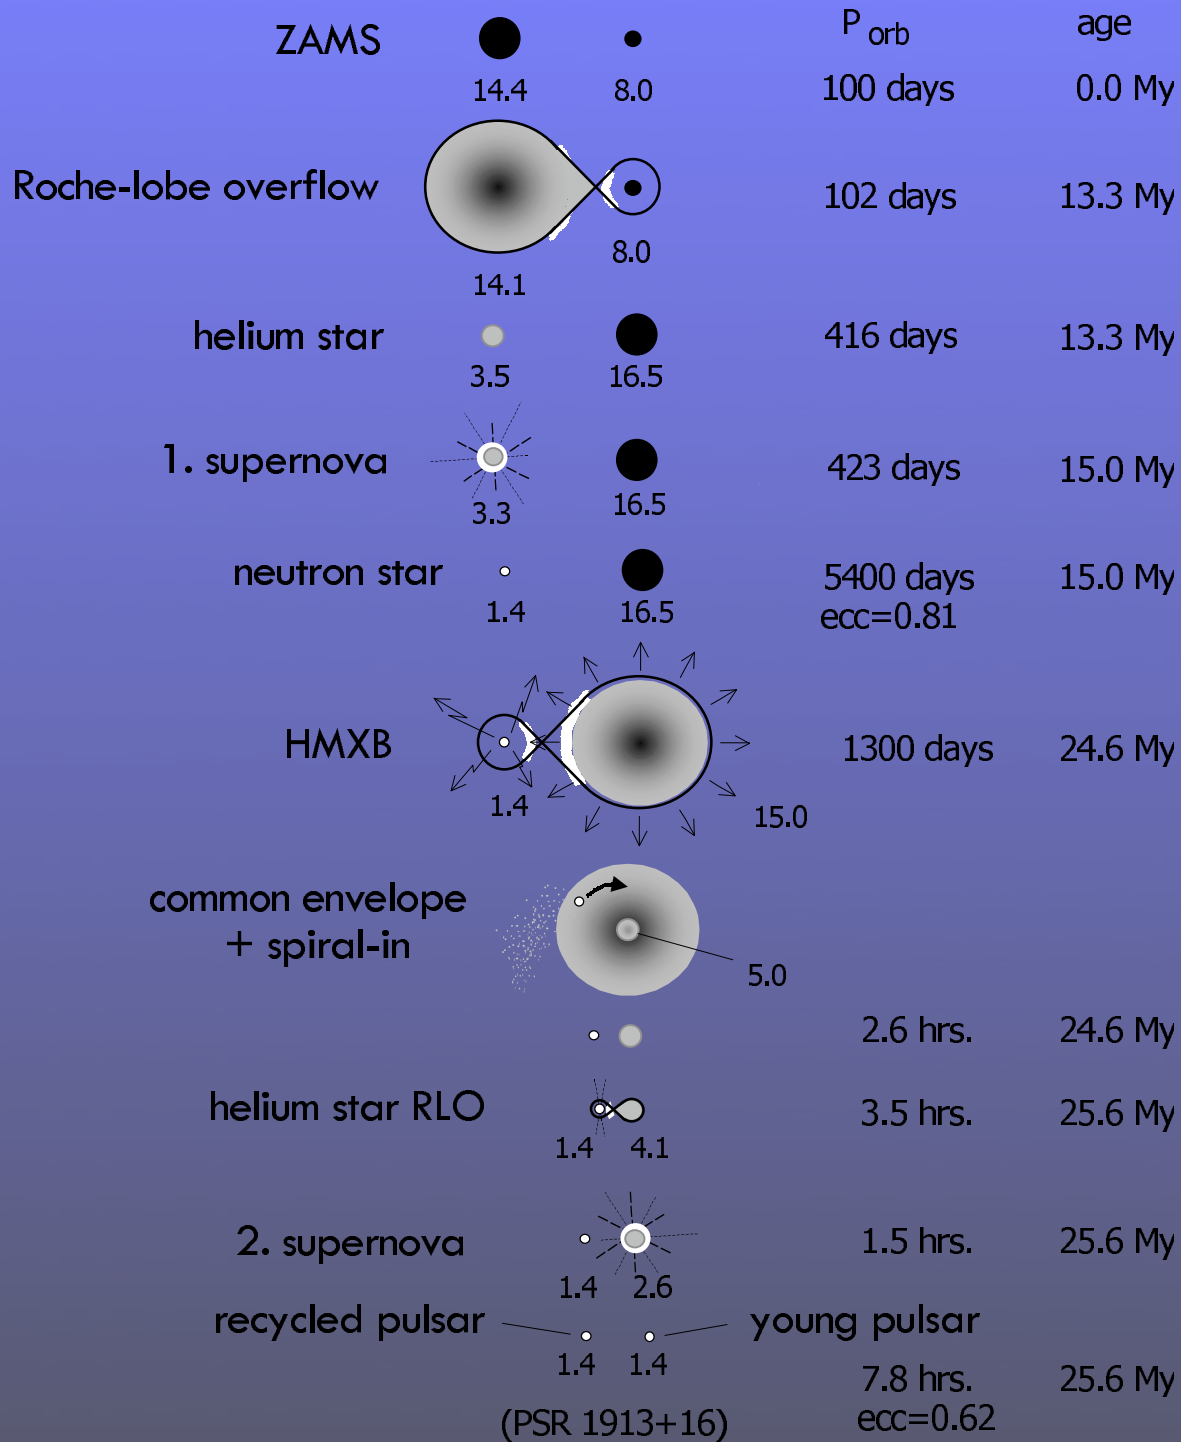 P orb age
ZAMS
14.4 8.0 100 days 0.0 My
Roche-lobe overflow 102 days 13.3 My
8.0
14.1
helium star 416 days 13.3 My
3.5 16.5
1. supernova 423 days 15.0 My
3.3 16.5
neutron star 5400 days 15.0 My
1.4 16.5 ecc=0.81
HMXB 1300 days 24.6 My
1.4 15.0
common envelope
+ spiral-in
5.0
2.6 hrs. 24.6 My
helium star RLO 3.5 hrs. 25.6 My
1.4 4.1
2. supernova 1.5 hrs. 25.6 My
1.4 2.6
recycled pulsar young pulsar
1.4 1.4
7.8 hrs. 25.6 My
(PSR 1913+16) ecc=0.62